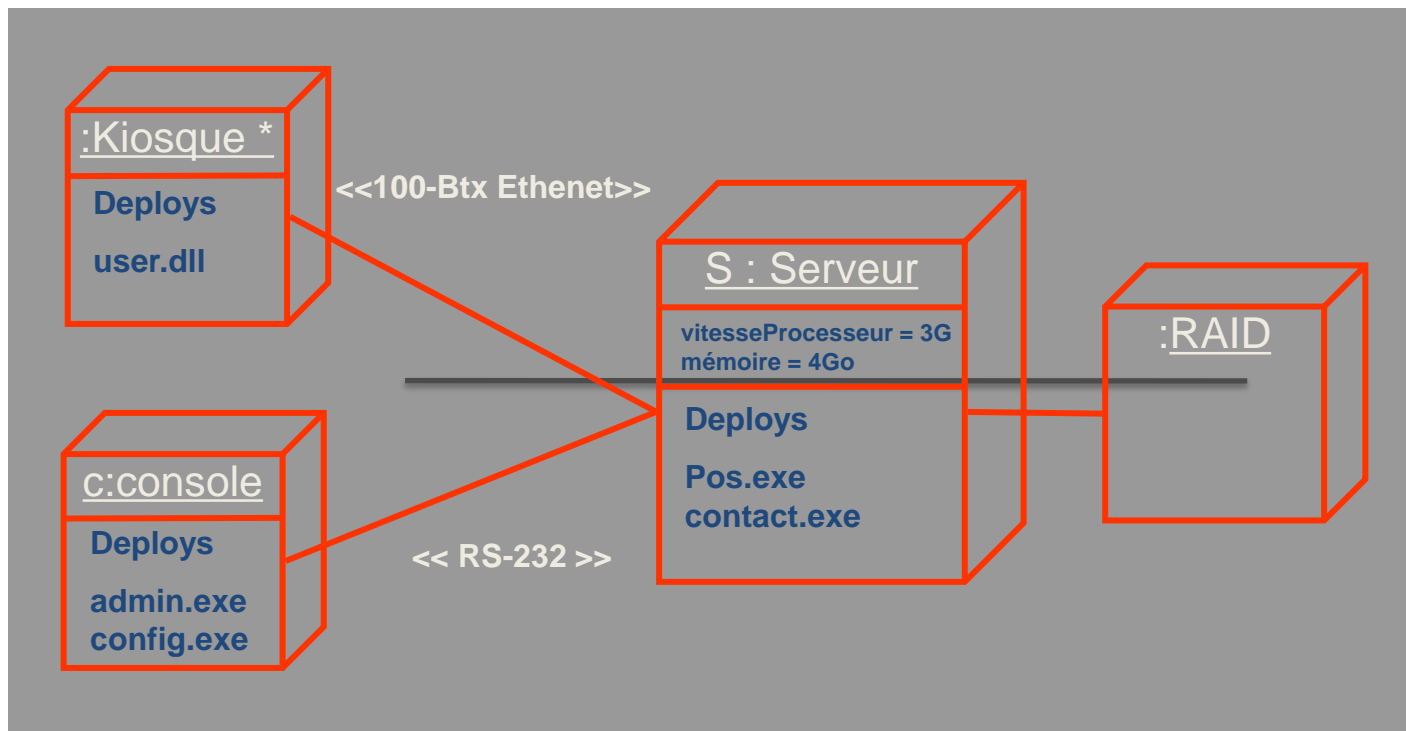 :Kiosque *
Deploys
user.dll
<<100-Btx Ethenet>>
c:console
Deploys
admin.exe
config.exe
<< RS-232 >>
S : Serveur
vitesseProcesseur = 3G
mémoire = 4Go
Deploys
Pos.exe
contact.exe
:RAID